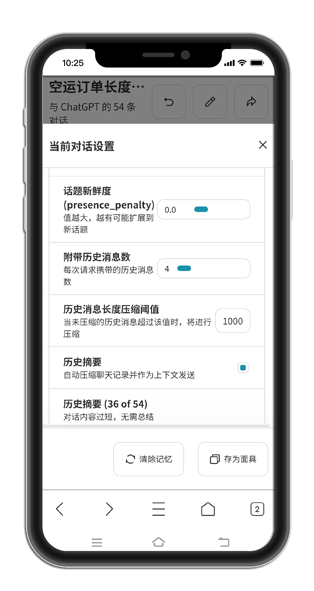 10:25
空运订单长度···
与 ChatGPT 的 54 条
对话
当前对话设置
话题新鲜度
(presence_penalty)
值越大，越有可能扩展到
新话题
0.0
附带历史消息数
每次请求携带的历史消息
数
4
历史消息长度压缩阈值
当未压缩的历史消息超过该值时，将进行
压缩
1000
历史摘要
自动压缩聊天记录并作为上下文发送
历史摘要 (36 of 54)
对话内容过短，无需总结
清除记忆
存为面具
2